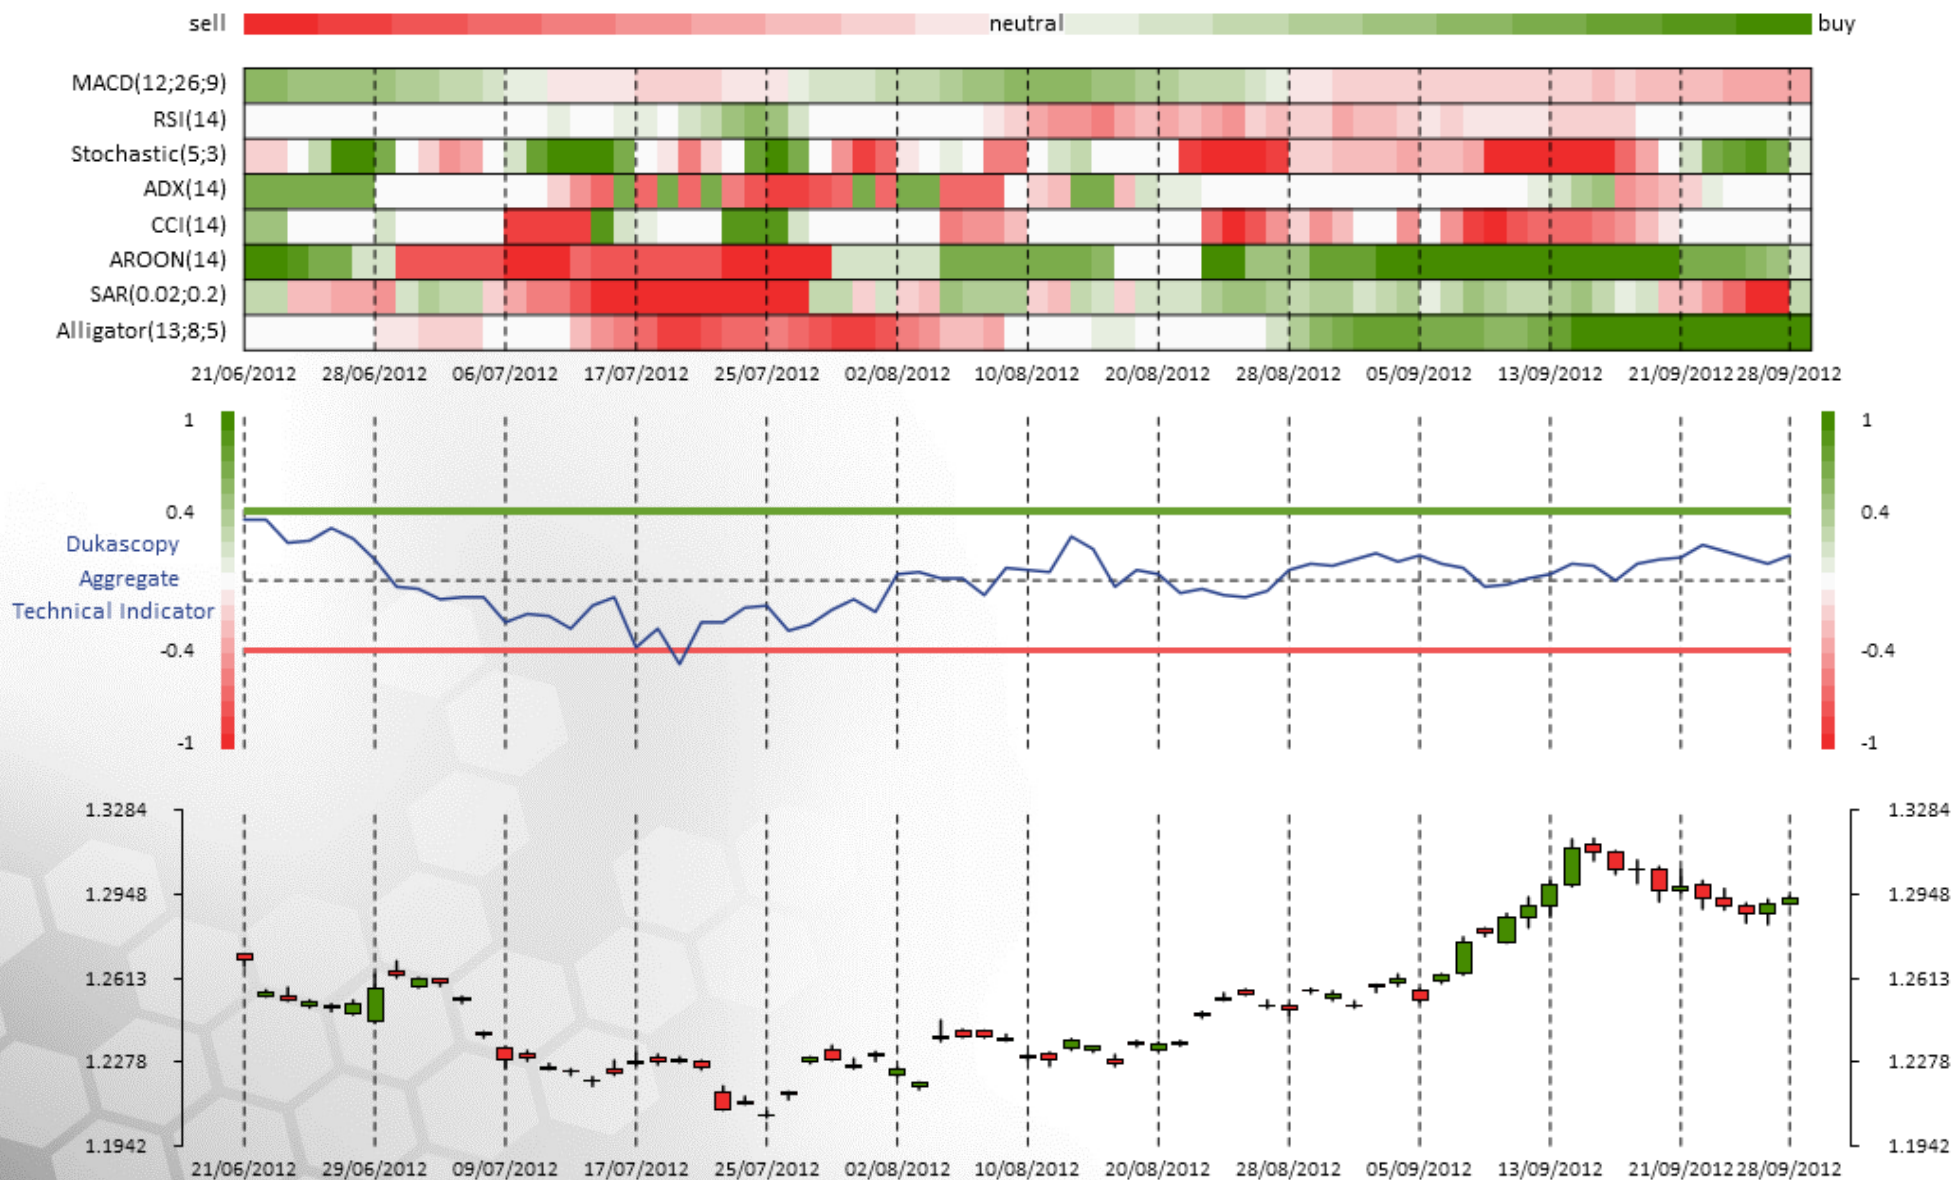 sell neutral buy
MACD(12;26;9)
RSI(14)
Stochastic(5;3)
ADX(14)
CCI(14)
AROON(14)
SAR(0.02;0.2)
Alligator(13;8;5)
21/06/2012 28/06/2012 06/07/2012 17/07/2012 25/07/2012 02/08/2012 10/08/2012 20/08/2012 28/08/2012 05/09/2012 13/09/2012 21/09/2012 28/09/2012
1 1
0.4 0.4
Dukascopy
Aggregate
Technical Indicator
-0.4 -0.4
-1 -1
1.3284 1.3284
1.2948 1.2948
1.2613 1.2613
1.2278 1.2278
1.1942 1.1942
21/06/2012 29/06/2012 09/07/2012 17/07/2012 25/07/2012 02/08/2012 10/08/2012 20/08/2012 28/08/2012 05/09/2012 13/09/2012 21/09/2012 28/09/2012